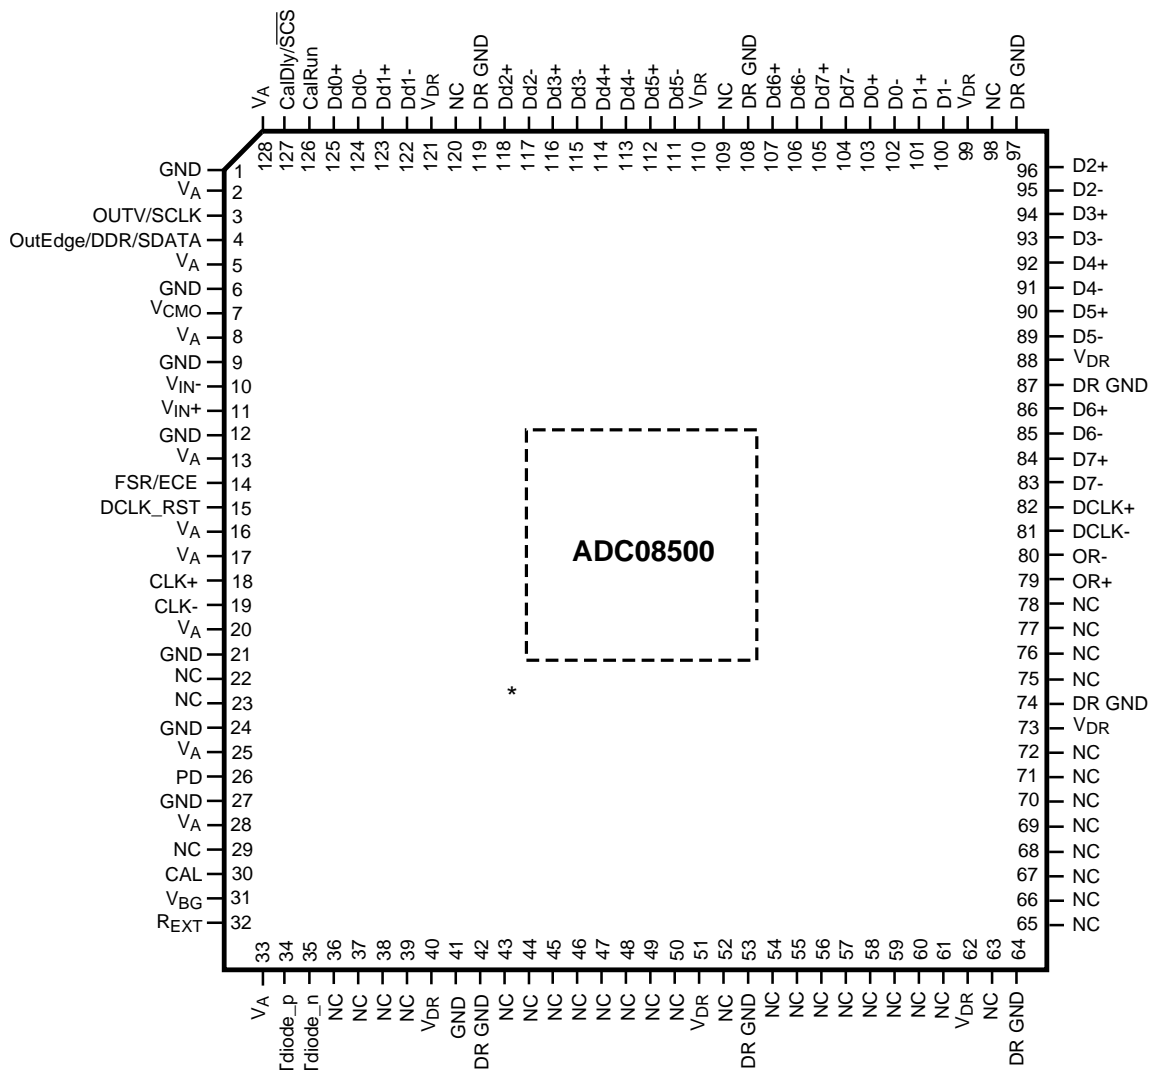 VA
CalDly/SCS
CalRun
Dd0+
Dd0-
Dd1+
Dd1-
VDR
NC
DR GND
Dd2+
Dd2-
Dd3+
Dd3-
Dd4+
Dd4-
Dd5+
Dd5-
VDR
NC
DR GND
Dd6+
Dd6-
Dd7+
Dd7-
D0+
D0-
D1+
D1-
VDR
NC
DR GND
128
127
126
125
124
123
122
121
120
119
118
117
116
115
114
113
112
111
110
109
108
107
106
105
104
103
102
101
100
99
98
97
GND 1
VA 2
OUTV/SCLK 3
OutEdge/DDR/SDATA 4
VA 5
GND 6
VCMO 7
VA 8
GND 9
VIN- 10
VIN+ 11
GND 12
VA 13
FSR/ECE 14
DCLK_RST 15
VA 16
VA 17
CLK+ 18
CLK- 19
VA 20
GND 21
NC 22
NC 23
GND 24
VA 25
PD 26
GND 27
VA 28
NC 29
CAL 30
VBG 31
REXT 32
ADC08500
*
96 D2+
95 D2-
94 D3+
93 D3-
92 D4+
91 D4-
90 D5+
89 D5-
88 VDR
87 DR GND
86 D6+
85 D6-
84 D7+
83 D7-
82 DCLK+
81 DCLK-
80 OR-
79 OR+
78 NC
77 NC
76 NC
75 NC
74 DR GND
73 VDR
72 NC
71 NC
70 NC
69 NC
68 NC
67 NC
66 NC
65 NC
33
34
35
36
37
38
39
40
41
42
43
44
45
46
47
48
49
50
51
52
53
54
55
56
57
58
59
60
61
62
63
64
VA
Tdiode_p
Tdiode_n
NC
NC
NC
NC
VDR
GND
DR GND
NC
NC
NC
NC
NC
NC
NC
NC
VDR
NC
DR GND
NC
NC
NC
NC
NC
NC
NC
NC
VDR
NC
DR GND